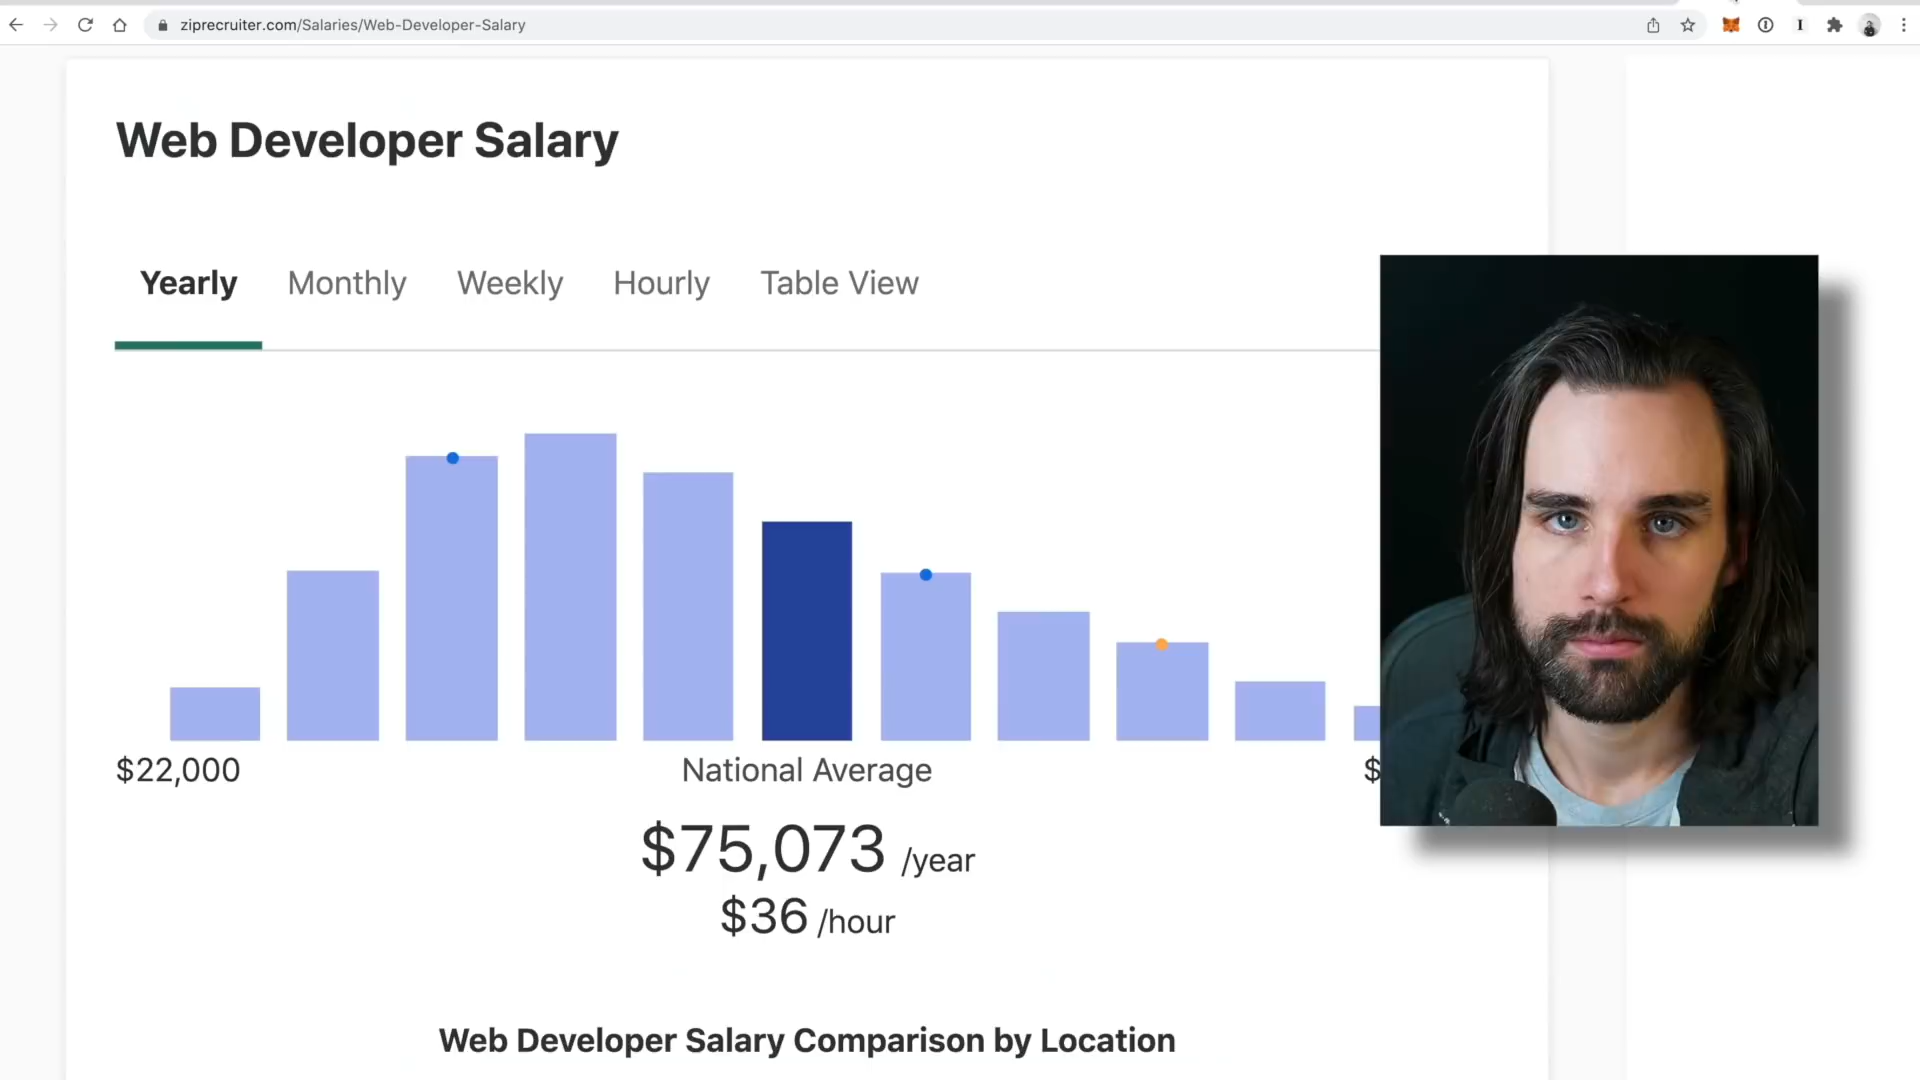 ziprecruiter.com/Salaries/Web-Developer-Salary
Web Developer Salary
Yearly Monthly Weekly Hourly Table View
$22,000 National Average $
$75,073 /year
$36 /hour
Web Developer Salary Comparison by Location